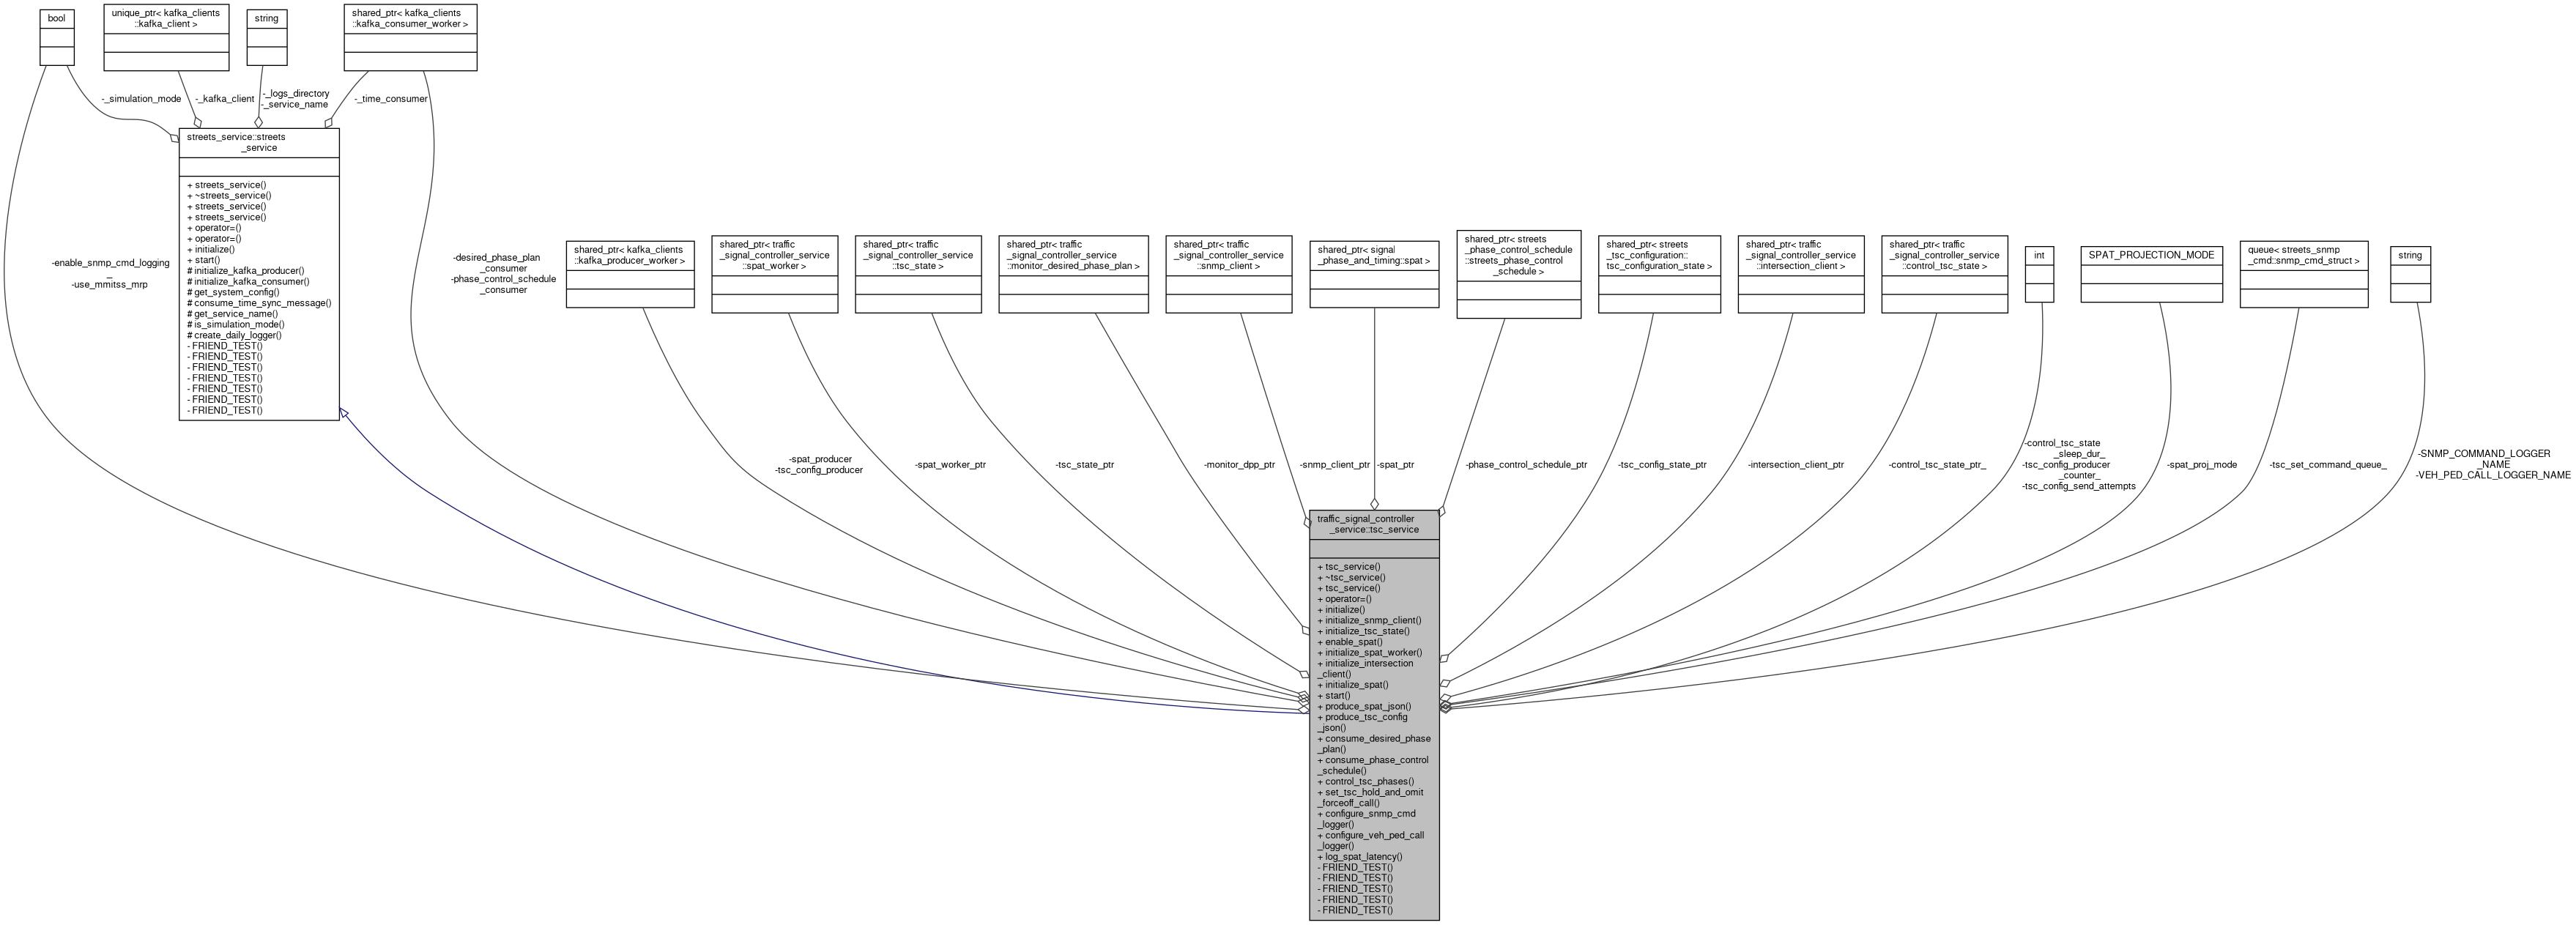 bool
unique_ptr< kafka_clients
::kafka_client >
string
shared_ptr< kafka_clients
::kafka_consumer_worker >
-_simulation_mode
-_kafka_client
-_logs_directory
-_service_name
-_time_consumer
streets_service::streets
_service
+ streets_service()
+ ~streets_service()
+ streets_service()
+ streets_service()
+ operator=()
+ operator=()
+ initialize()
+ start()
# initialize_kafka_producer()
# initialize_kafka_consumer()
# get_system_config()
# consume_time_sync_message()
# get_service_name()
# is_simulation_mode()
# create_daily_logger()
- FRIEND_TEST()
- FRIEND_TEST()
- FRIEND_TEST()
- FRIEND_TEST()
- FRIEND_TEST()
- FRIEND_TEST()
- FRIEND_TEST()
-enable_snmp_cmd_logging
_
-use_mmitss_mrp
-desired_phase_plan
_consumer
-phase_control_schedule
_consumer
shared_ptr< kafka_clients
::kafka_producer_worker >
shared_ptr< traffic
_signal_controller_service
::spat_worker >
shared_ptr< traffic
_signal_controller_service
::tsc_state >
shared_ptr< traffic
_signal_controller_service
::monitor_desired_phase_plan >
shared_ptr< traffic
_signal_controller_service
::snmp_client >
shared_ptr< signal
_phase_and_timing::spat >
shared_ptr< streets
_phase_control_schedule
::streets_phase_control
_schedule >
shared_ptr< streets
_tsc_configuration::
tsc_configuration_state >
shared_ptr< traffic
_signal_controller_service
::intersection_client >
shared_ptr< traffic
_signal_controller_service
::control_tsc_state >
int
SPAT_PROJECTION_MODE
queue< streets_snmp
_cmd::snmp_cmd_struct >
string
-spat_producer
-tsc_config_producer
-spat_worker_ptr
-tsc_state_ptr
-monitor_dpp_ptr
-snmp_client_ptr
-spat_ptr
-phase_control_schedule_ptr
-tsc_config_state_ptr
-intersection_client_ptr
-control_tsc_state_ptr_
-control_tsc_state
_sleep_dur_
-tsc_config_producer
_counter_
-tsc_config_send_attempts
-spat_proj_mode
-tsc_set_command_queue_
-SNMP_COMMAND_LOGGER
_NAME
-VEH_PED_CALL_LOGGER_NAME
traffic_signal_controller
_service::tsc_service
+ tsc_service()
+ ~tsc_service()
+ tsc_service()
+ operator=()
+ initialize()
+ initialize_snmp_client()
+ initialize_tsc_state()
+ enable_spat()
+ initialize_spat_worker()
+ initialize_intersection
_client()
+ initialize_spat()
+ start()
+ produce_spat_json()
+ produce_tsc_config
_json()
+ consume_desired_phase
_plan()
+ consume_phase_control
_schedule()
+ control_tsc_phases()
+ set_tsc_hold_and_omit
_forceoff_call()
+ configure_snmp_cmd
_logger()
+ configure_veh_ped_call
_logger()
+ log_spat_latency()
- FRIEND_TEST()
- FRIEND_TEST()
- FRIEND_TEST()
- FRIEND_TEST()
- FRIEND_TEST()